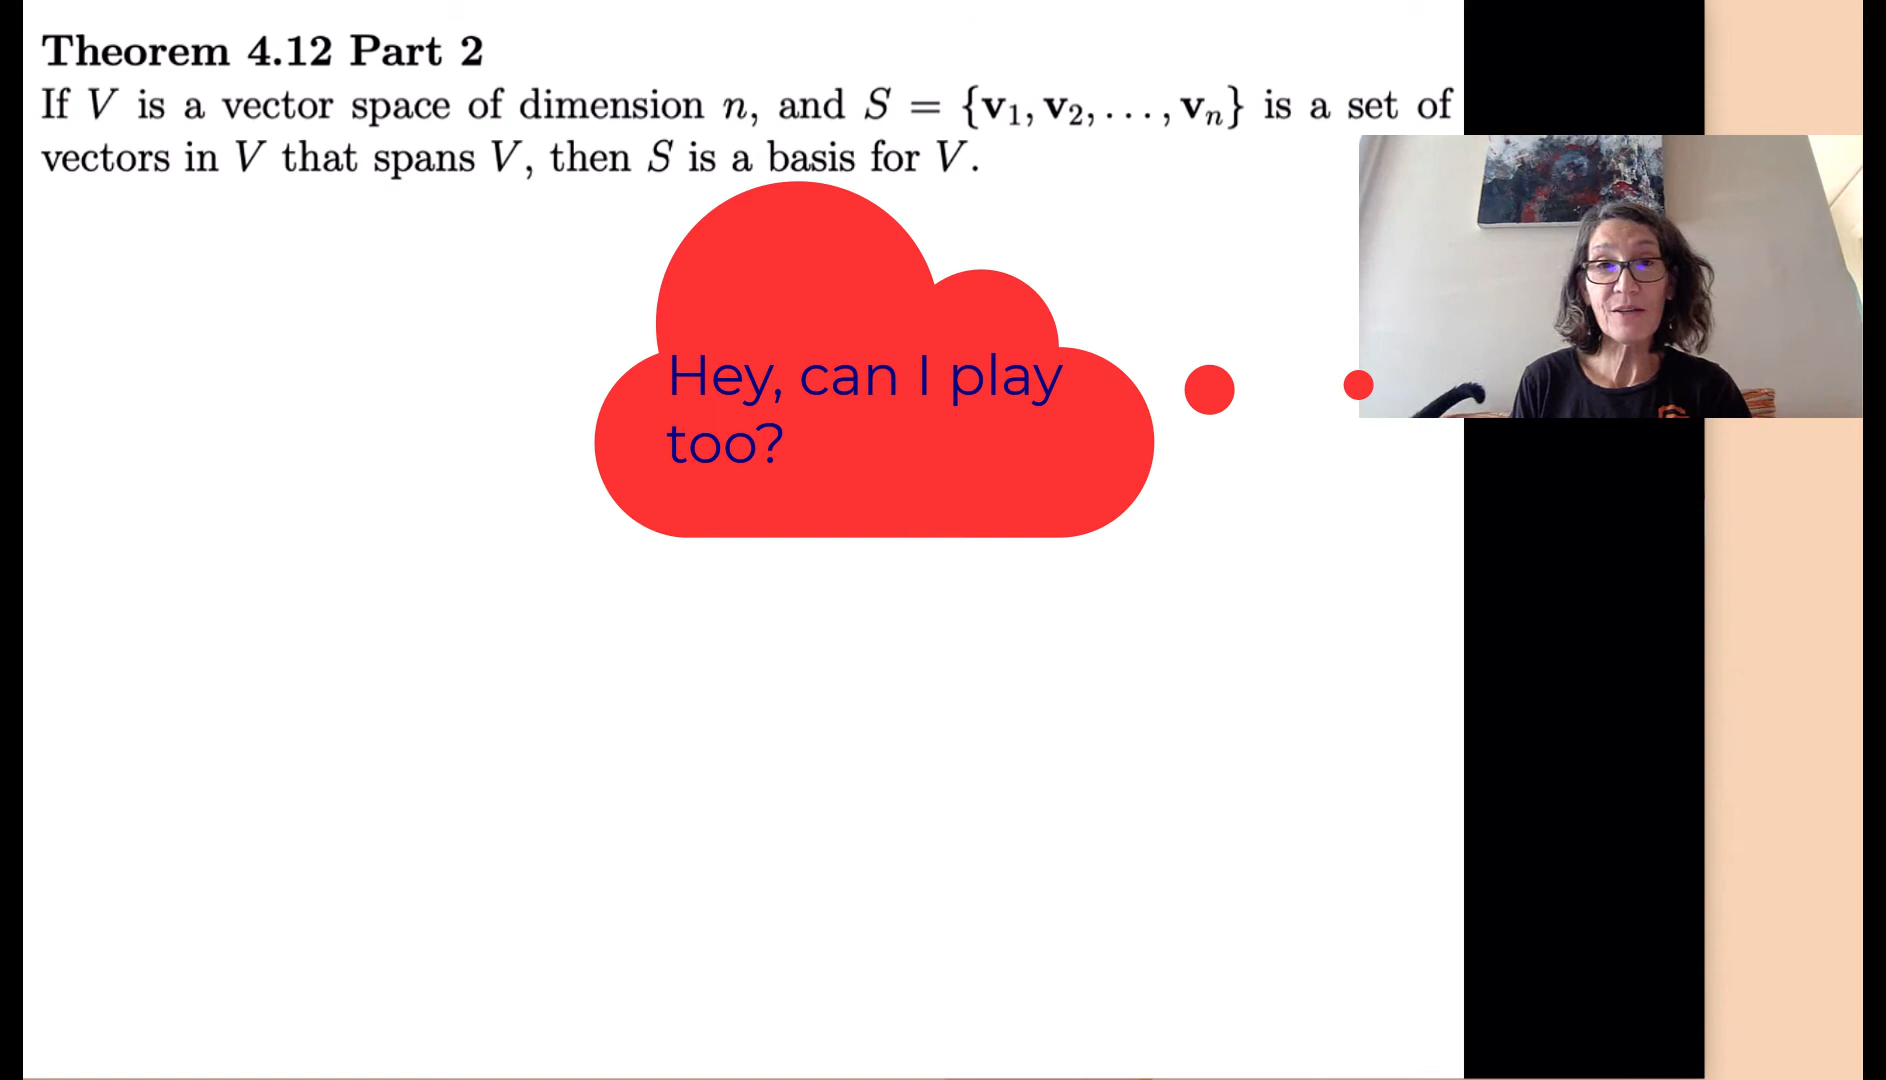 Theorem 4.12 Part 2
If V is a vector space of dimension n, and S = {v₁, v₂, . . . , vₙ} is a set of
vectors in V that spans V, then S is a basis for V.
Hey, can I play
too?